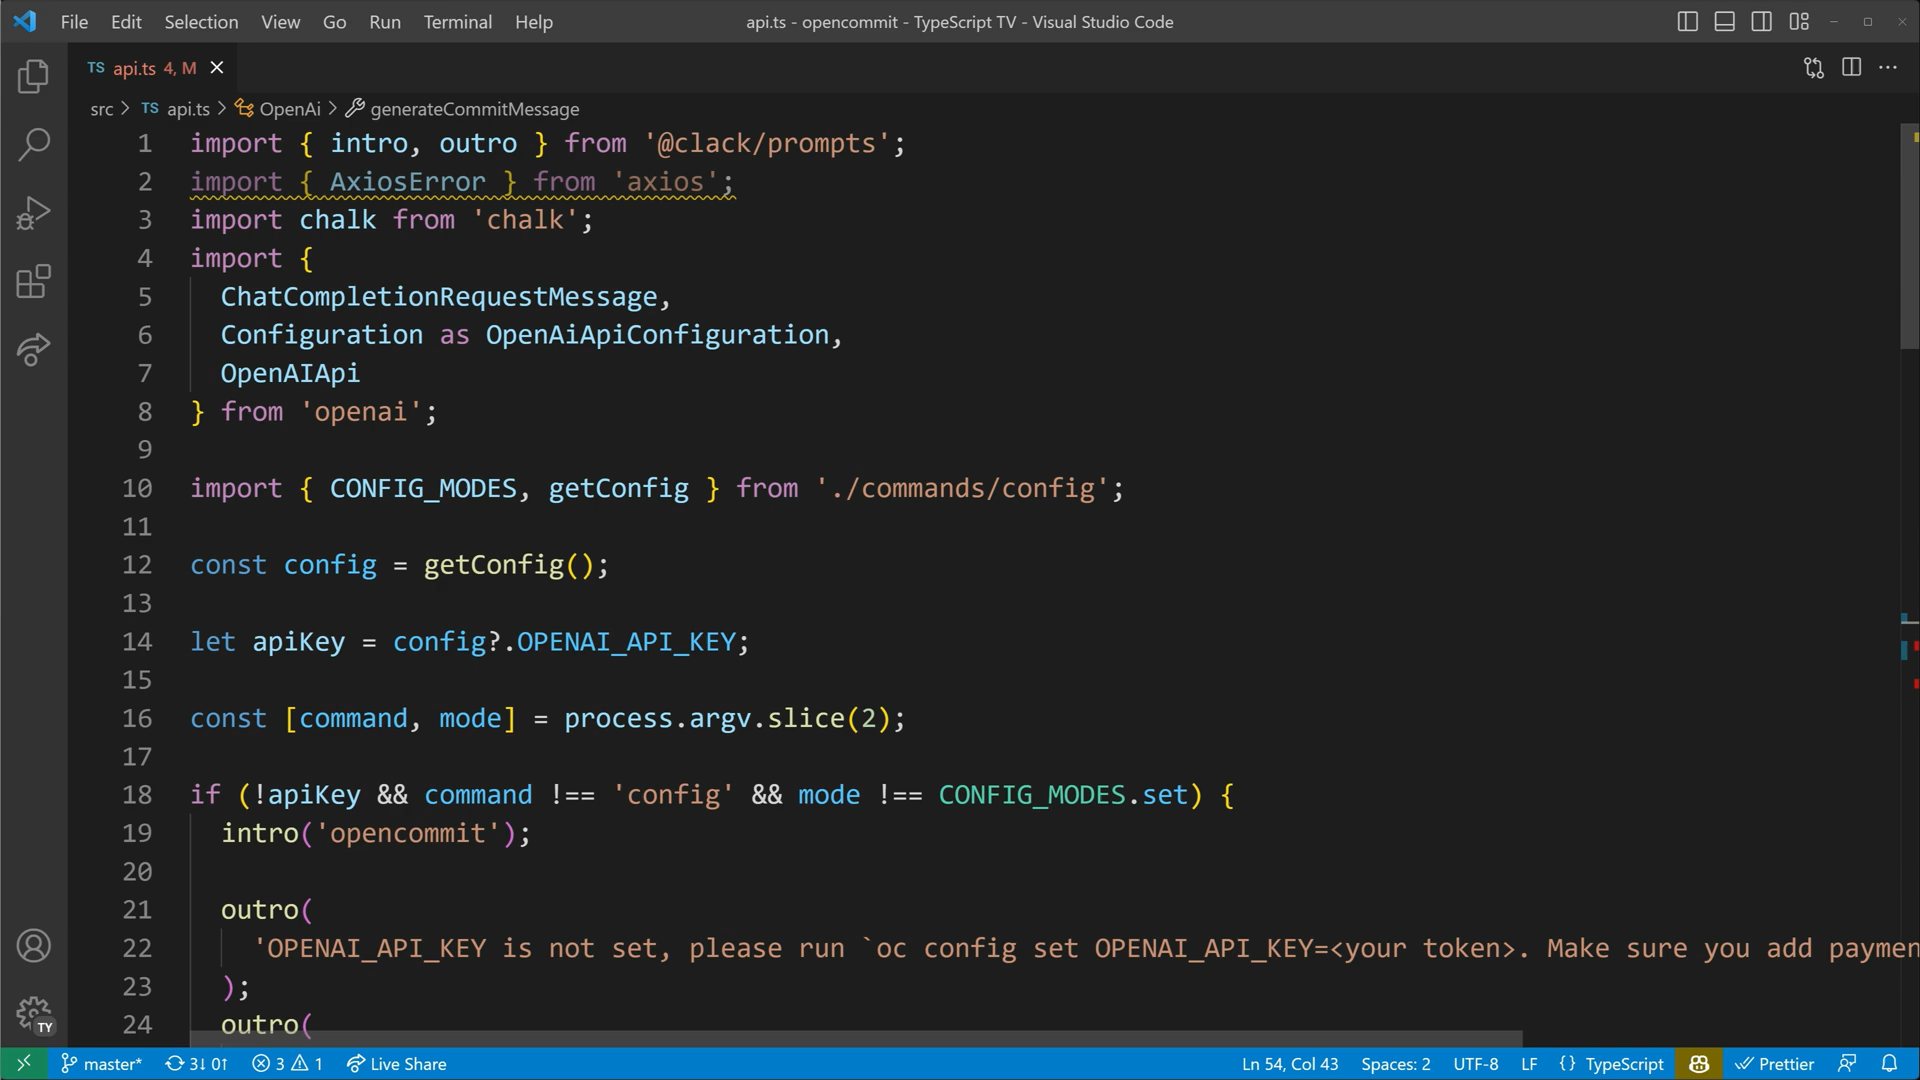 File Edit Selection View Go Run Terminal Help api.ts - opencommit - TypeScript TV - Visual Studio Code
TS api.ts 4, M
src > TS api.ts > OpenAi > generateCommitMessage
1 import { intro, outro } from '@clack/prompts';
2 import { AxiosError } from 'axios';
3 import chalk from 'chalk';
4 import {
5 ChatCompletionRequestMessage,
6 Configuration as OpenAiApiConfiguration,
7 OpenAIApi
8 } from 'openai';
9
10 import { CONFIG_MODES, getConfig } from './commands/config';
11
12 const config = getConfig();
13
14 let apiKey = config?.OPENAI_API_KEY;
15
16 const [command, mode] = process.argv.slice(2);
17
18 if (!apiKey && command !== 'config' && mode !== CONFIG_MODES.set) {
19 intro('opencommit');
20
21 outro(
22 'OPENAI_API_KEY is not set, please run `oc config set OPENAI_API_KEY=<your token>. Make sure you add paymen
23 );
24 outro(
TY
master* 3↓ 0↑ 3 1 Live Share Ln 54, Col 43 Spaces: 2 UTF-8 LF {} TypeScript Prettier